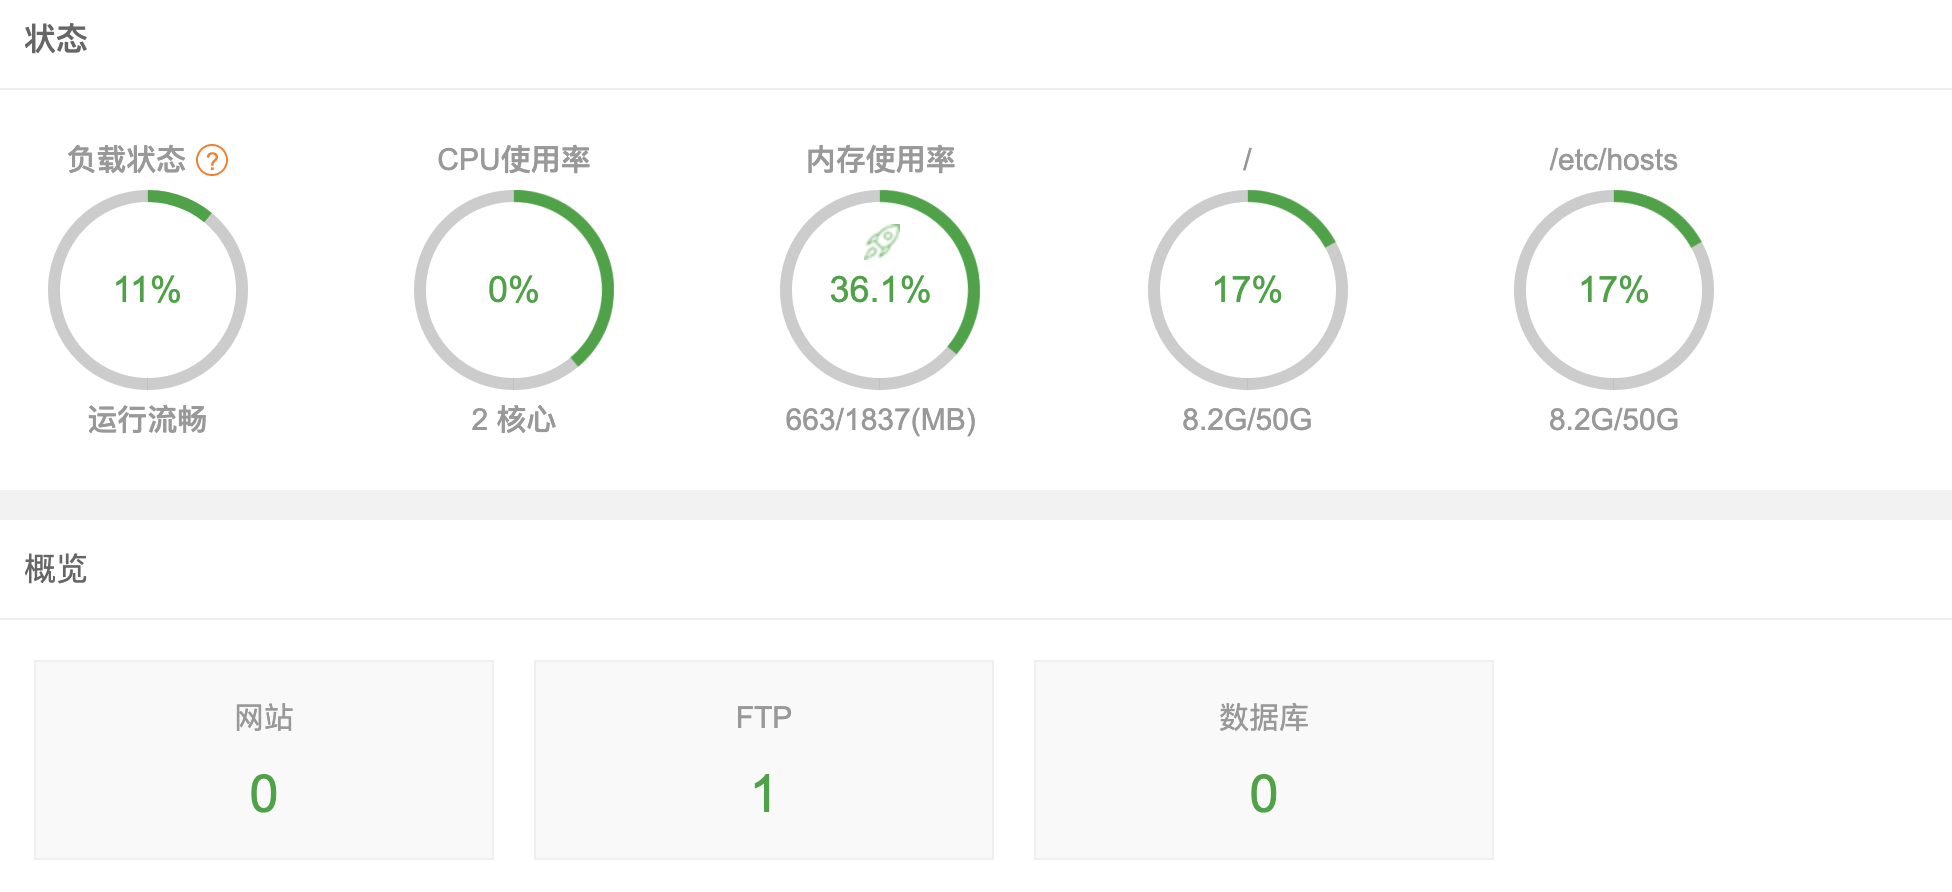 状态
负载状态 ?
CPU使用率
内存使用率
/
/etc/hosts
11%
0%
36.1%
17%
17%
运行流畅
2 核心
663/1837(MB)
8.2G/50G
8.2G/50G
概览
网站
FTP
数据库
0
1
0